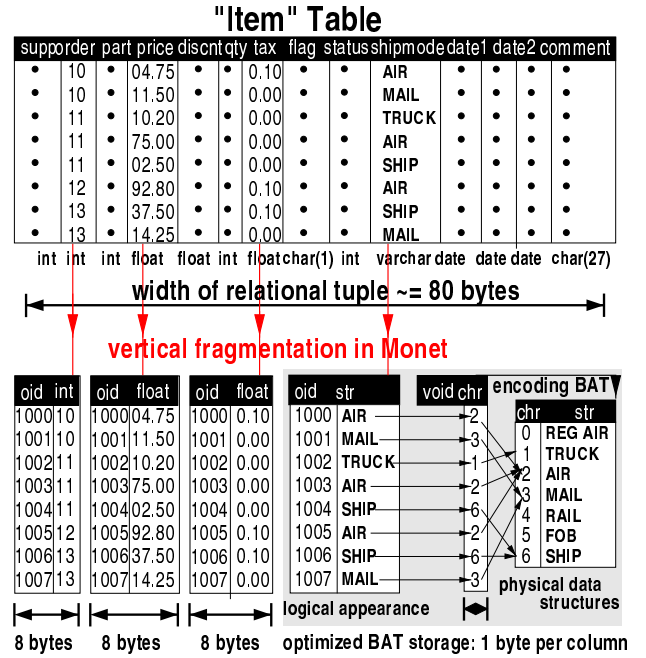 "Item" Table
supp order part price discnt qty tax flag status shipmode date1 date2 comment
• 10 • 04.75 • • 0.10 • • AIR • • • •
10 • 11.50 • • 0.00 • • MAIL • • • •
• 11 • 10.20 • • 0.00 • • TRUCK • • • •
• 11 • 75.00 • • 0.00 • • AIR • • • •
• 11 • 02.50 • • 0.00 • • SHIP • • • •
• 12 • 92.80 • • 0.10 • • AIR • • • •
• 13 • 37.50 • • 0.10 • • SHIP • • • •
• 13 • 14.25 • • 0.00 • • MAIL • • • •
int int int float float int float char(1) int varchar date date date char(27)
width of relational tuple ~= 80 bytes
vertical fragmentation in Monet
oid int oid float oid float oid str void chr encoding BAT
chr str
1000 10 1000 04.75 1000 0.10 1000 AIR 2 0 REG AIR
1001 10 1001 11.50 1001 0.00 1001 MAIL 3 1 TRUCK
1002 11 1002 10.20 1002 0.00 1002 TRUCK 1 2 AIR
1003 11 1003 75.00 1003 0.00 1003 AIR 2 3 MAIL
1004 11 1004 02.50 1004 0.00 1004 SHIP 6 4 RAIL
1005 12 1005 92.80 1005 0.10 1005 AIR 2 5 FOB
1006 13 1006 37.50 1006 0.10 1006 SHIP 6 6 SHIP
1007 13 1007 14.25 1007 0.00 1007 MAIL 3
physical data
structures
logical appearance
8 bytes 8 bytes 8 bytes optimized BAT storage: 1 byte per column